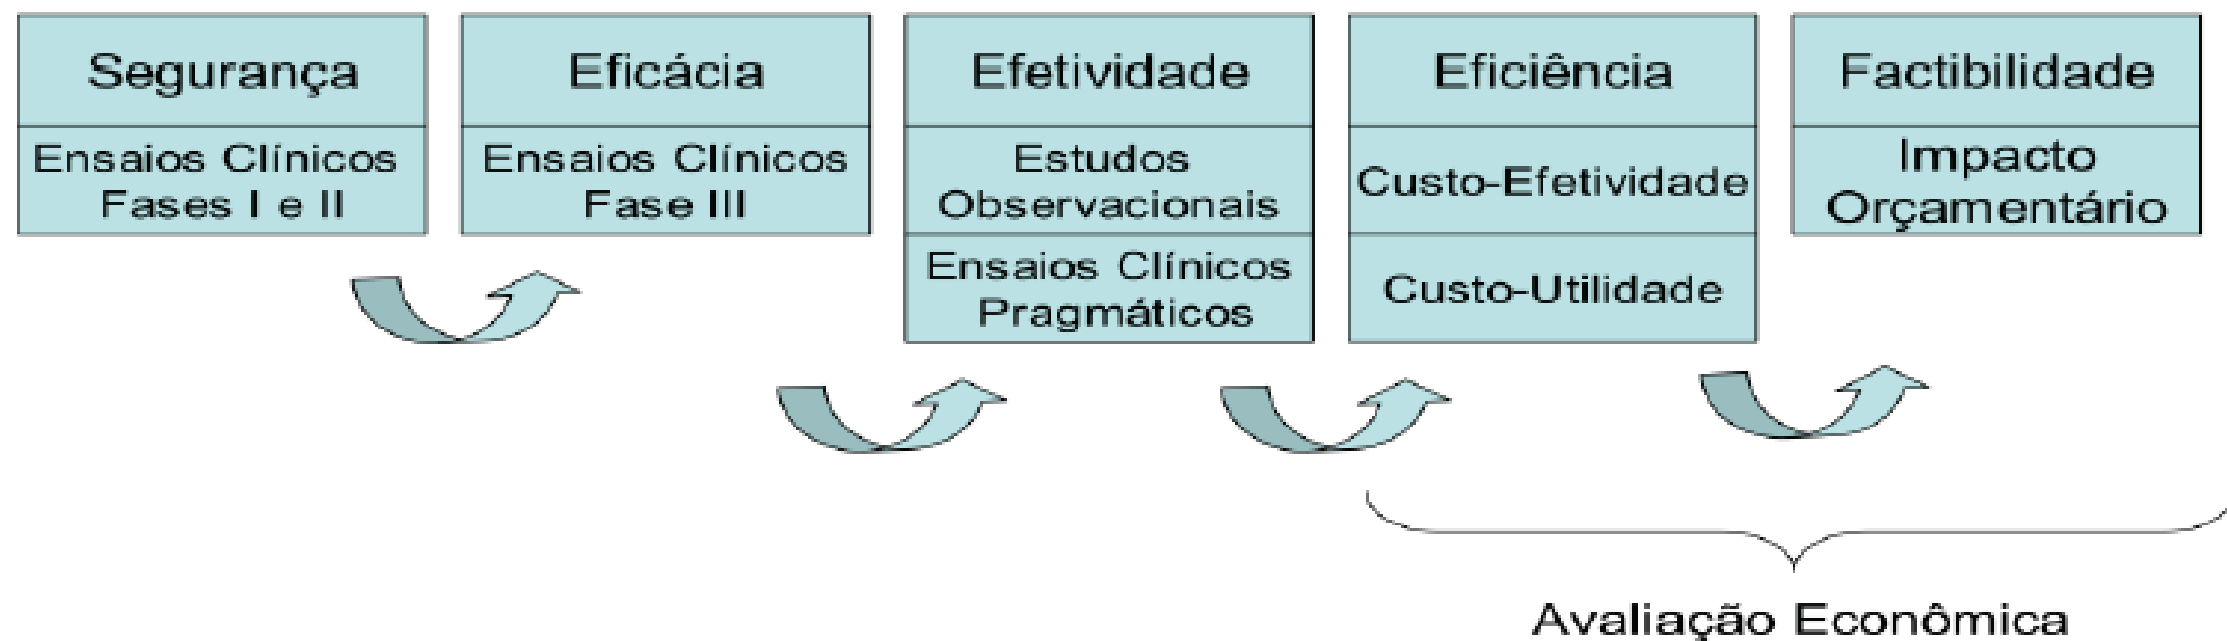 Segurança
Ensaios Clínicos
Fases I e II
Eficácia
Ensaios Clínicos
Fase III
Efetividade
Estudos
Observacionais
Ensaios Clínicos
Pragmáticos
Eficiência
Custo-Efetividade
Custo-Utilidade
Factibilidade
Impacto
Orçamentário
Avaliação Econômica